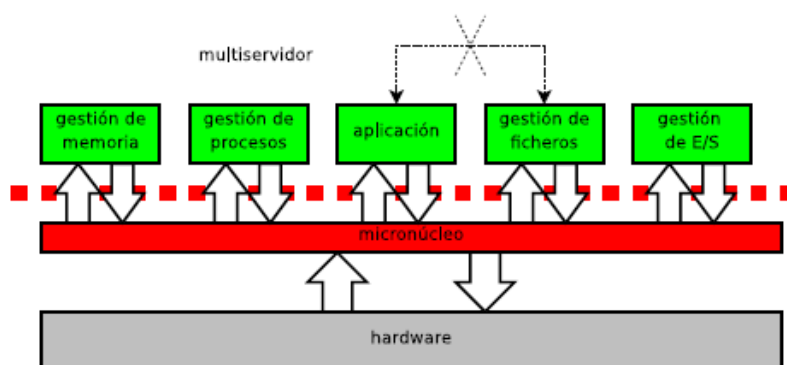 multiservidor
gestión de
memoria
gestión de
procesos
aplicación
gestión de
ficheros
gestión
de E/S
micronúcleo
hardware